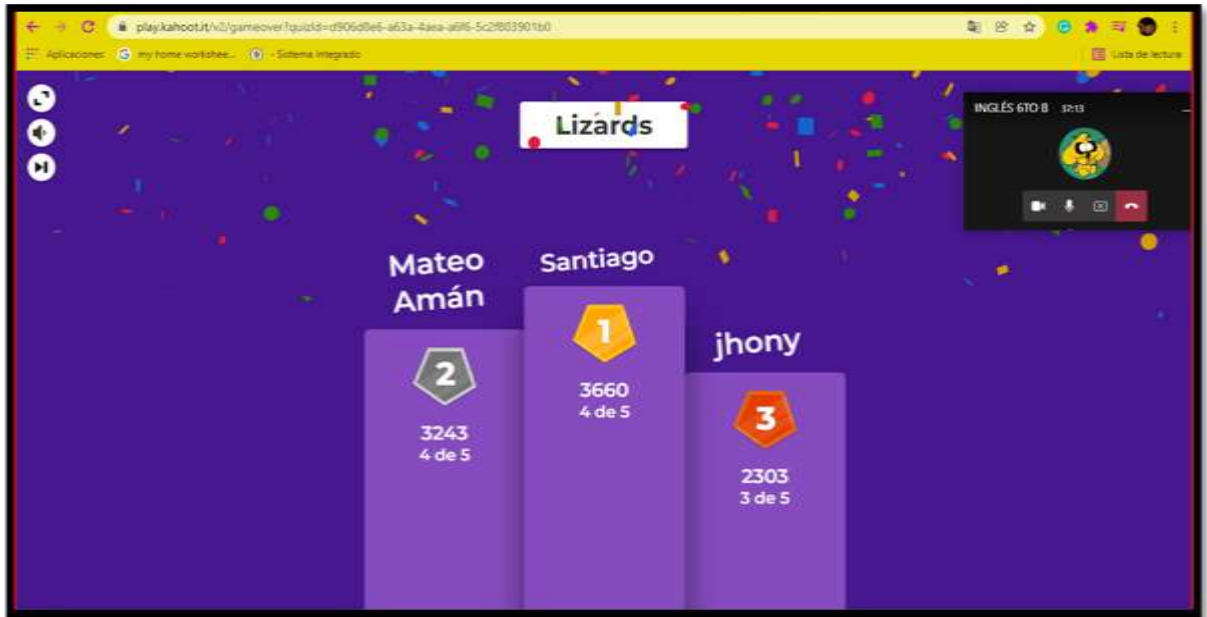 play.kahoot.it/v2/gameover?quizId=d906d8e6-a63a-4aea-a6f6-5c2f803901b0
Aplicaciones my home workshee... - Sistema Integrado Lista de lectura
Lizards
INGLÉS 6TO B 37:13
Mateo
Amán
Santiago
jhony
2
1
3
3243
4 de 5
3660
4 de 5
2303
3 de 5